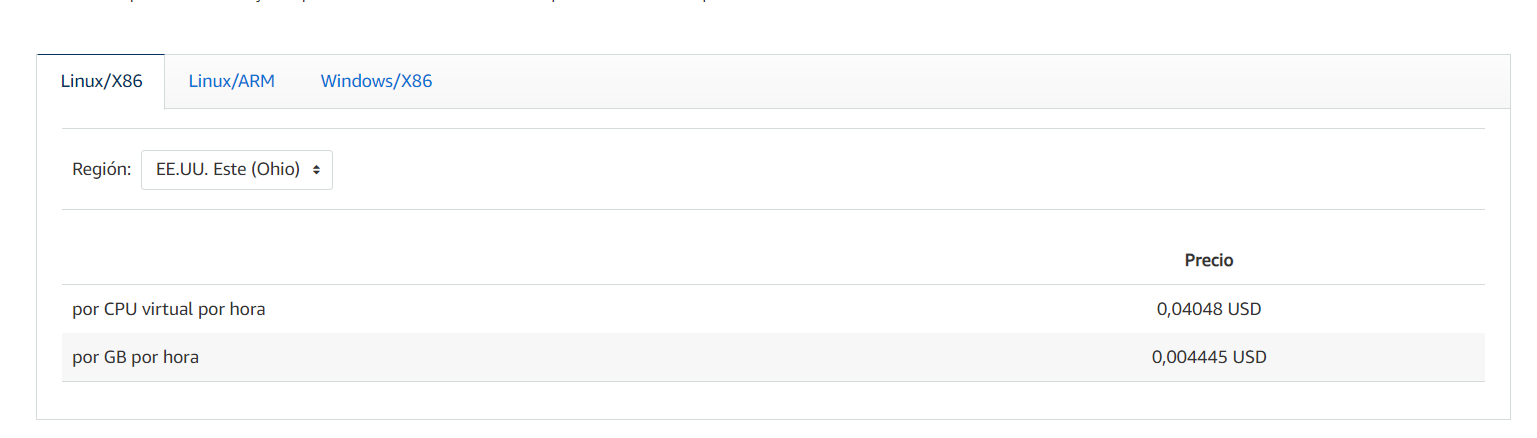 Linux/X86 Linux/ARM Windows/X86
Región: EE.UU. Este (Ohio)
Precio
por CPU virtual por hora 0,04048 USD
por GB por hora 0,004445 USD